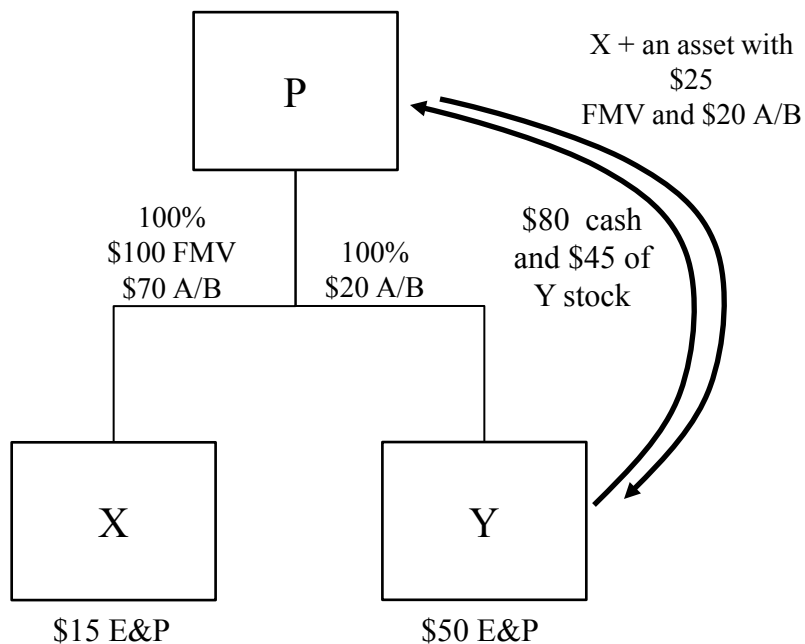 P
X + an asset with
$25
FMV and $20 A/B
100%
$100 FMV
$70 A/B
100%
$20 A/B
$80 cash
and $45 of
Y stock
X
Y
$15 E&P
$50 E&P